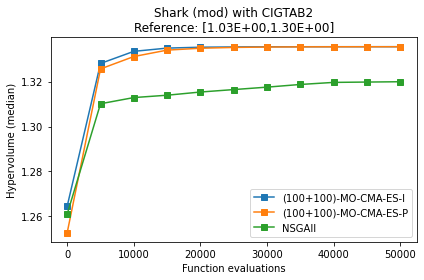 Shark (mod) with CIGTAB2
Reference: [1.03E+00,1.30E+00]
Hypervolume (median)
1.32
1.30
1.28
1.26
(100+100)-MO-CMA-ES-I
(100+100)-MO-CMA-ES-P
NSGAII
0
10000
20000
30000
40000
50000
Function evaluations